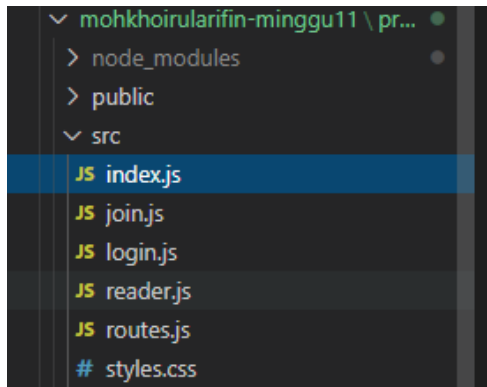 mohkhoirularifin-minggu11 \ pr...
node_modules
public
src
JS index.js
JS join.js
JS login.js
JS reader.js
JS routes.js
# styles.css